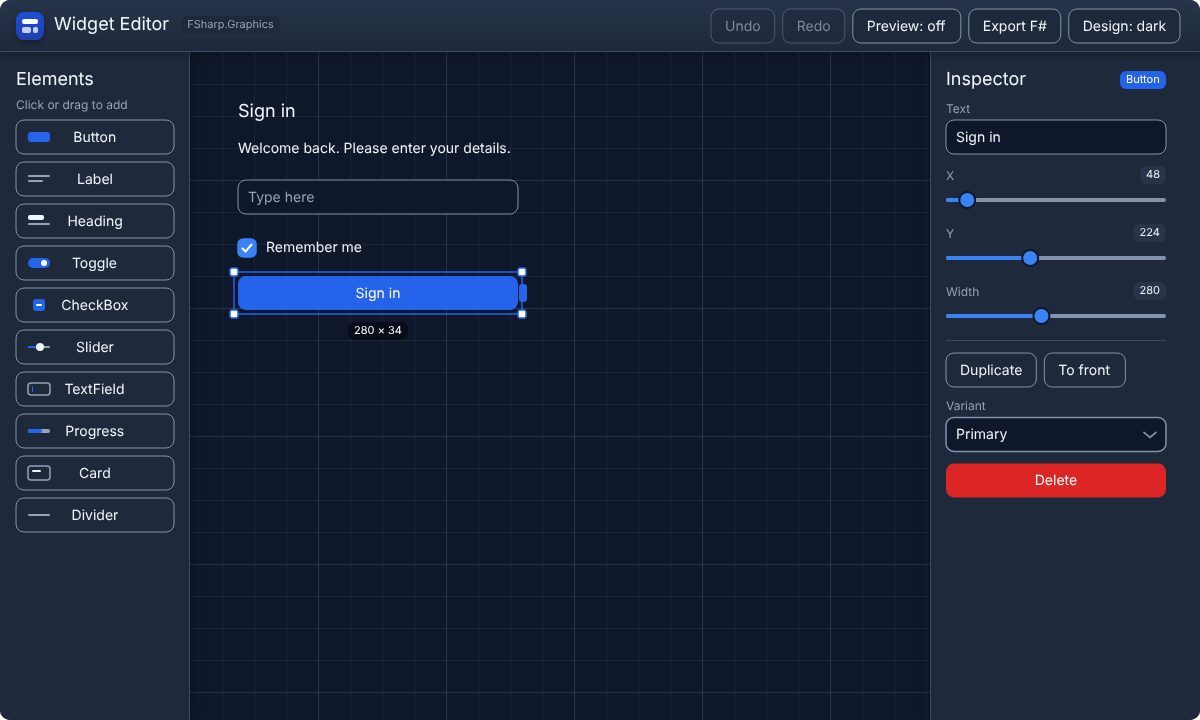 Widget Editor FSharp.Graphics Undo Redo Preview: off Export F# Design: dark
Elements
Click or drag to add
Button
Label
Heading
Toggle
CheckBox
Slider
TextField
Progress
Card
Divider
Sign in
Welcome back. Please enter your details.
Type here
Remember me
Sign in
280 × 34
Inspector Button
Text
Sign in
X 48
Y 224
Width 280
Duplicate To front
Variant
Primary
Delete